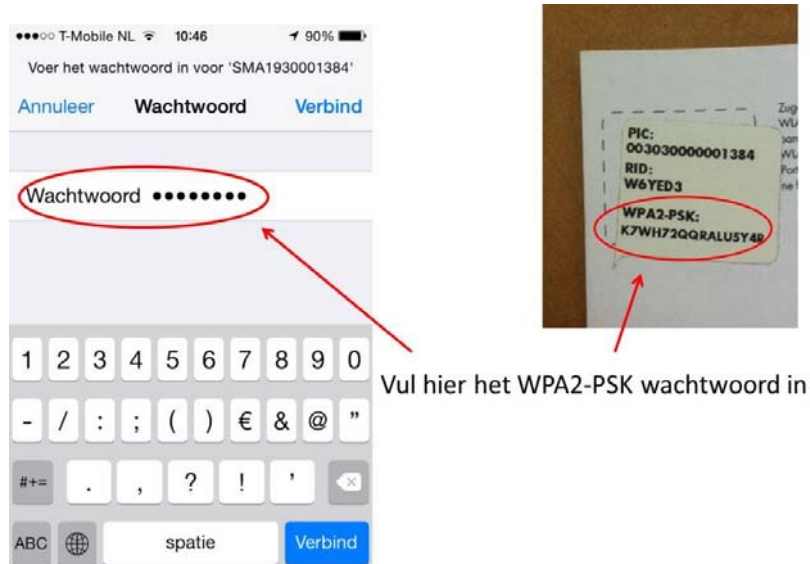 T-Mobile NL 10:46 90%
Voer het wachtwoord in voor 'SMA1930001384'
Annuleer Wachtwoord Verbind
Wachtwoord ••••••••
1 2 3 4 5 6 7 8 9 0
- / : ; ( ) € & @ "
#+= . , ? ! '
ABC spatie Verbind
PIC:
003030000001384
RID:
W6YED3
WPA2-PSK:
K7WH72QQRALU5Y4R
Vul hier het WPA2-PSK wachtwoord in